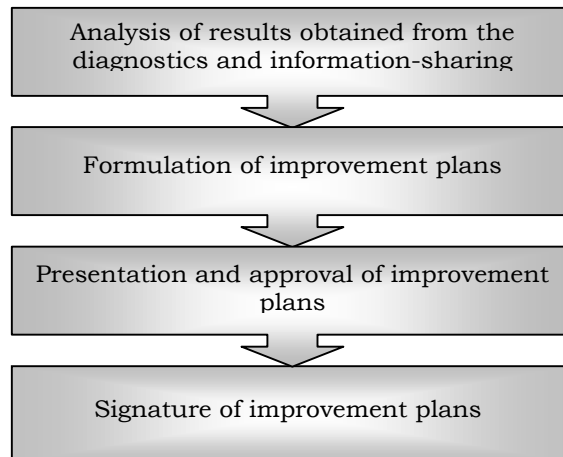 Analysis of results obtained from the
diagnostics and information-sharing
Formulation of improvement plans
Presentation and approval of improvement
plans
Signature of improvement plans